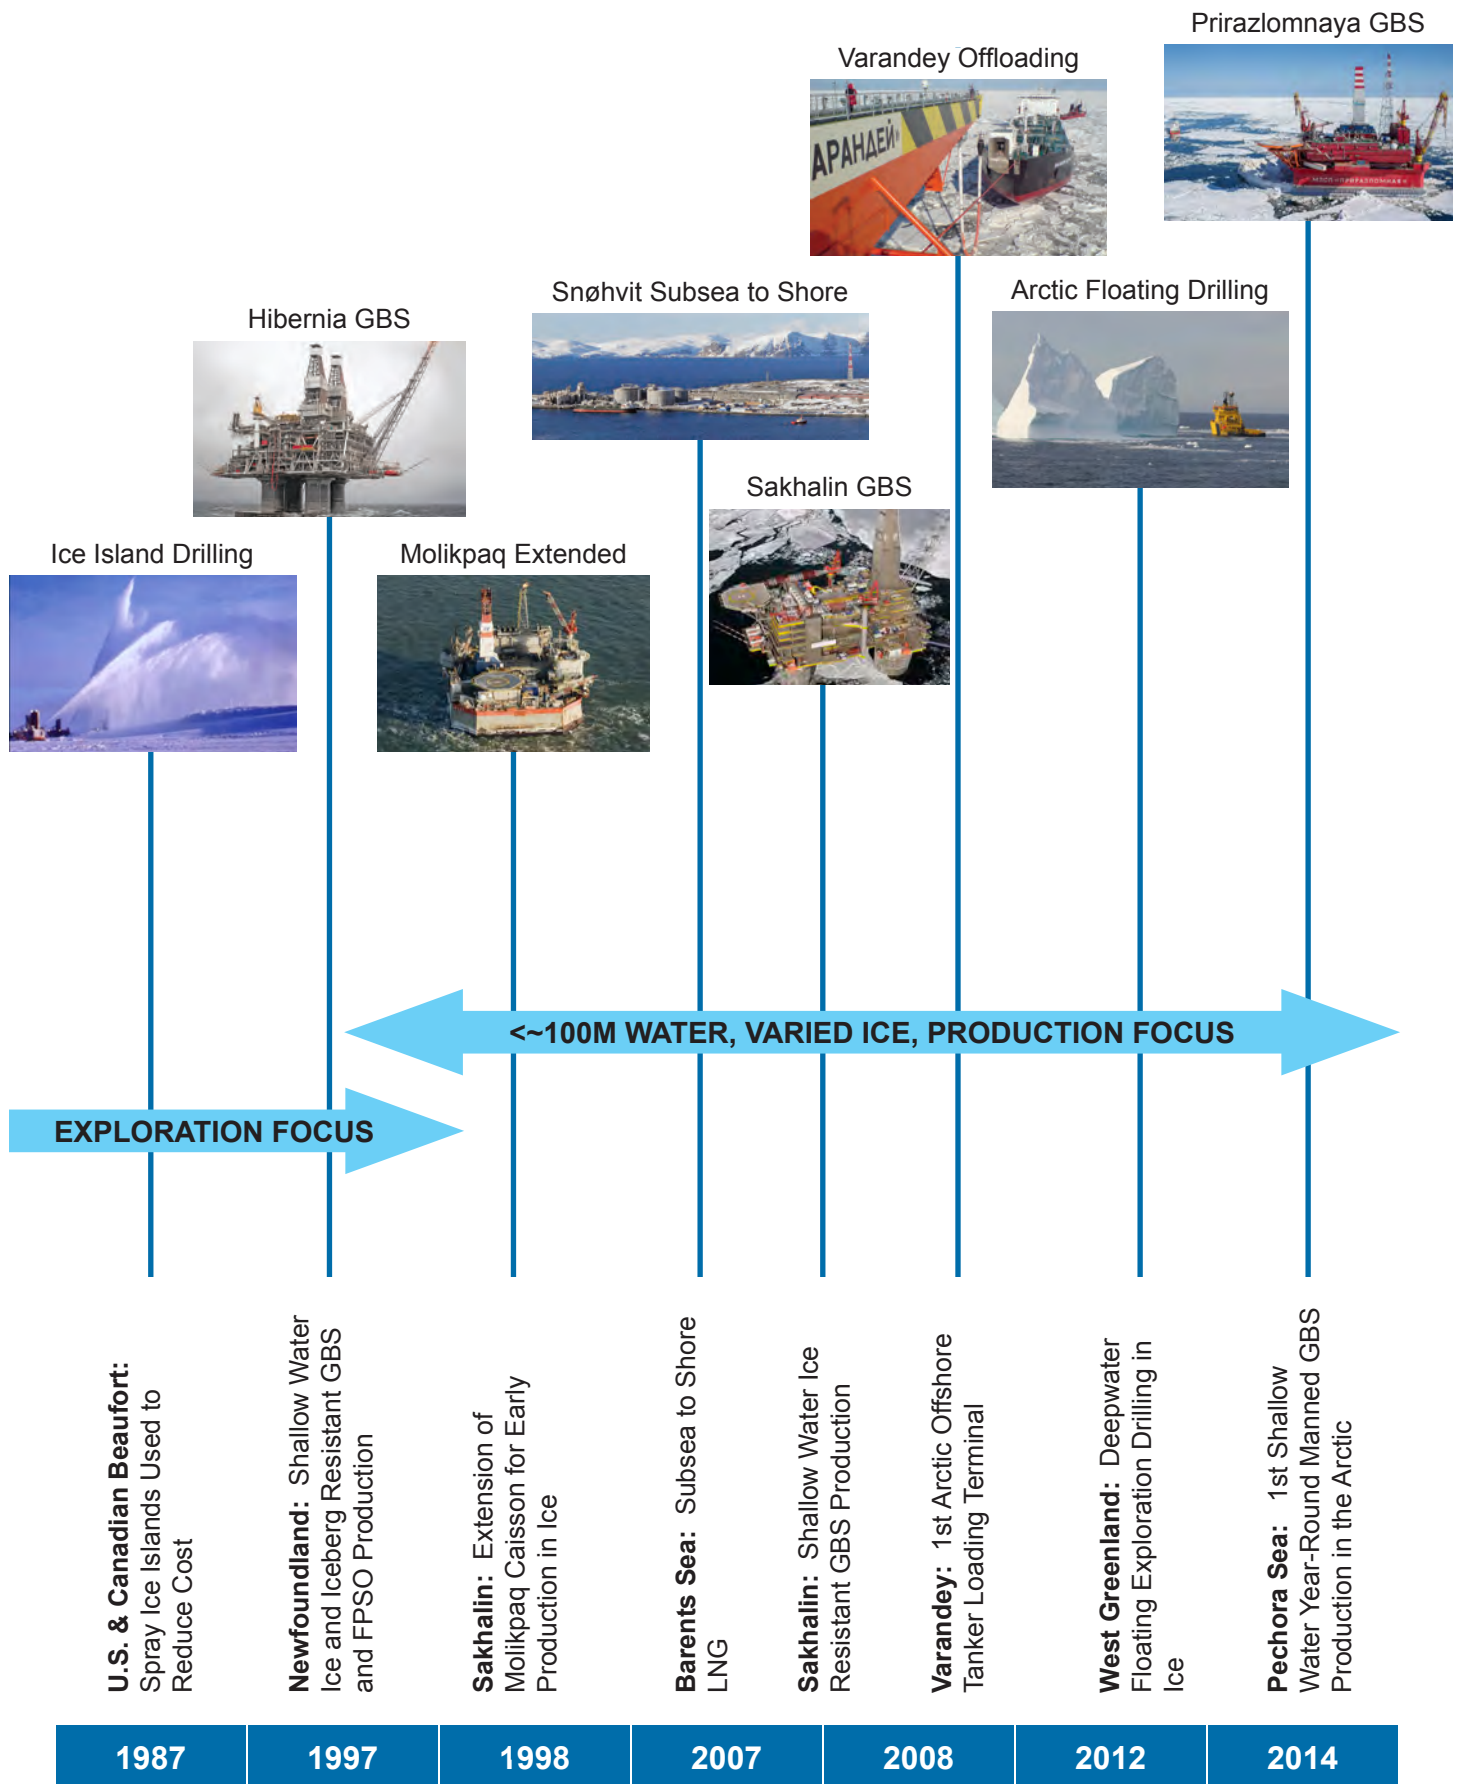 Prirazlomnaya GBS
Varandey Offloading
АРАНДЕЙ»
МЛСП «ПРИРАЗЛОМНАЯ»
Snøhvit Subsea to Shore
Arctic Floating Drilling
Hibernia GBS
Sakhalin GBS
Ice Island Drilling
Molikpaq Extended
<~100M WATER, VARIED ICE, PRODUCTION FOCUS
EXPLORATION FOCUS
U.S. & Canadian Beaufort:
Spray Ice Islands Used to
Reduce Cost
Newfoundland: Shallow Water
Ice and Iceberg Resistant GBS
and FPSO Production
Sakhalin: Extension of
Molikpaq Caisson for Early
Production in Ice
Barents Sea: Subsea to Shore
LNG
Sakhalin: Shallow Water Ice
Resistant GBS Production
Varandey: 1st Arctic Offshore
Tanker Loading Terminal
West Greenland: Deepwater
Floating Exploration Drilling in
Ice
Pechora Sea: 1st Shallow
Water Year-Round Manned GBS
Production in the Arctic
1987
1997
1998
2007
2008
2012
2014